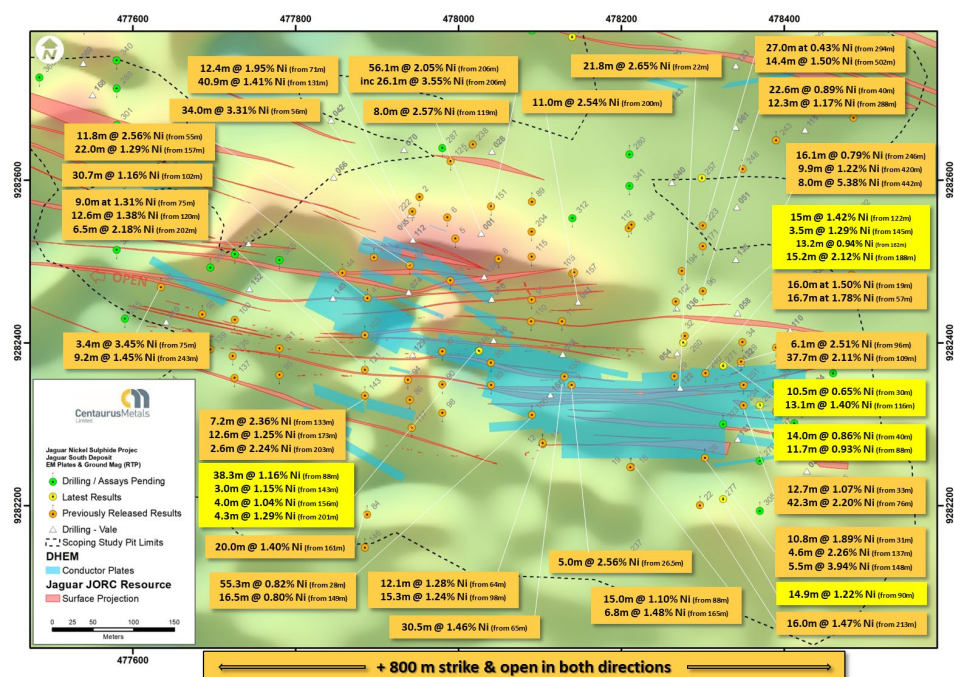 477600
477800
478000
478200
478400
12.4m @ 1.95% Ni (from 71m)
40.9m @ 1.41% Ni (from 131m)
56.1m @ 2.05% Ni (from 206m)
inc 26.1m @ 3.55% Ni (from 206m)
21.8m @ 2.65% Ni (from 22m)
27.0m at 0.43% Ni (from 294m)
14.4m @ 1.50% Ni (from 502m)
34.0m @ 3.31% Ni (from 56m)
8.0m @ 2.57% Ni (from 119m)
11.0m @ 2.54% Ni (from 200m)
22.6m @ 0.89% Ni (from 40m)
12.3m @ 1.17% Ni (from 288m)
11.8m @ 2.56% Ni (from 55m)
22.0m @ 1.29% Ni (from 157m)
30.7m @ 1.16% Ni (from 102m)
16.1m @ 0.79% Ni (from 246m)
9.9m @ 1.22% Ni (from 420m)
8.0m @ 5.38% Ni (from 442m)
9.0m at 1.31% Ni (from 75m)
12.6m @ 1.38% Ni (from 120m)
6.5m @ 2.18% Ni (from 202m)
15m @ 1.42% Ni (from 122m)
3.5m @ 1.29% Ni (from 145m)
13.2m @ 0.94% Ni (from 161m)
15.2m @ 2.12% Ni (from 188m)
16.0m at 1.50% Ni (from 19m)
16.7m at 1.78% Ni (from 57m)
9282600
9282600
OPEN
3.4m @ 3.45% Ni (from 75m)
9.2m @ 1.45% Ni (from 243m)
6.1m @ 2.51% Ni (from 96m)
37.7m @ 2.11% Ni (from 109m)
9282400
9282400
10.5m @ 0.65% Ni (from 30m)
13.1m @ 1.40% Ni (from 116m)
14.0m @ 0.86% Ni (from 40m)
11.7m @ 0.93% Ni (from 88m)
CentaurusMetals
Limited
Jaguar Nickel Sulphide Projec
Jaguar South Deposit
EM Plates & Ground Mag (RTP)
Drilling / Assays Pending
Latest Results
Previously Released Results
Drilling - Vale
Scoping Study Pit Limits
DHEM
Conductor Plates
Jaguar JORC Resource
Surface Projection
0 25 50 100 150
Meters
7.2m @ 2.36% Ni (from 133m)
12.6m @ 1.25% Ni (from 173m)
2.6m @ 2.24% Ni (from 203m)
38.3m @ 1.16% Ni (from 88m)
3.0m @ 1.15% Ni (from 143m)
4.0m @ 1.04% Ni (from 156m)
4.3m @ 1.29% Ni (from 201m)
12.7m @ 1.07% Ni (from 33m)
42.3m @ 2.20% Ni (from 76m)
9282200
9282200
20.0m @ 1.40% Ni (from 161m)
10.8m @ 1.89% Ni (from 31m)
4.6m @ 2.26% Ni (from 137m)
5.5m @ 3.94% Ni (from 148m)
5.0m @ 2.56% Ni (from 26.5m)
55.3m @ 0.82% Ni (from 28m)
16.5m @ 0.80% Ni (from 149m)
12.1m @ 1.28% Ni (from 64m)
15.3m @ 1.24% Ni (from 98m)
15.0m @ 1.10% Ni (from 88m)
6.8m @ 1.48% Ni (from 165m)
14.9m @ 1.22% Ni (from 90m)
30.5m @ 1.46% Ni (from 65m)
16.0m @ 1.47% Ni (from 213m)
477600
477800
478000
478200
478400
+ 800 m strike & open in both directions